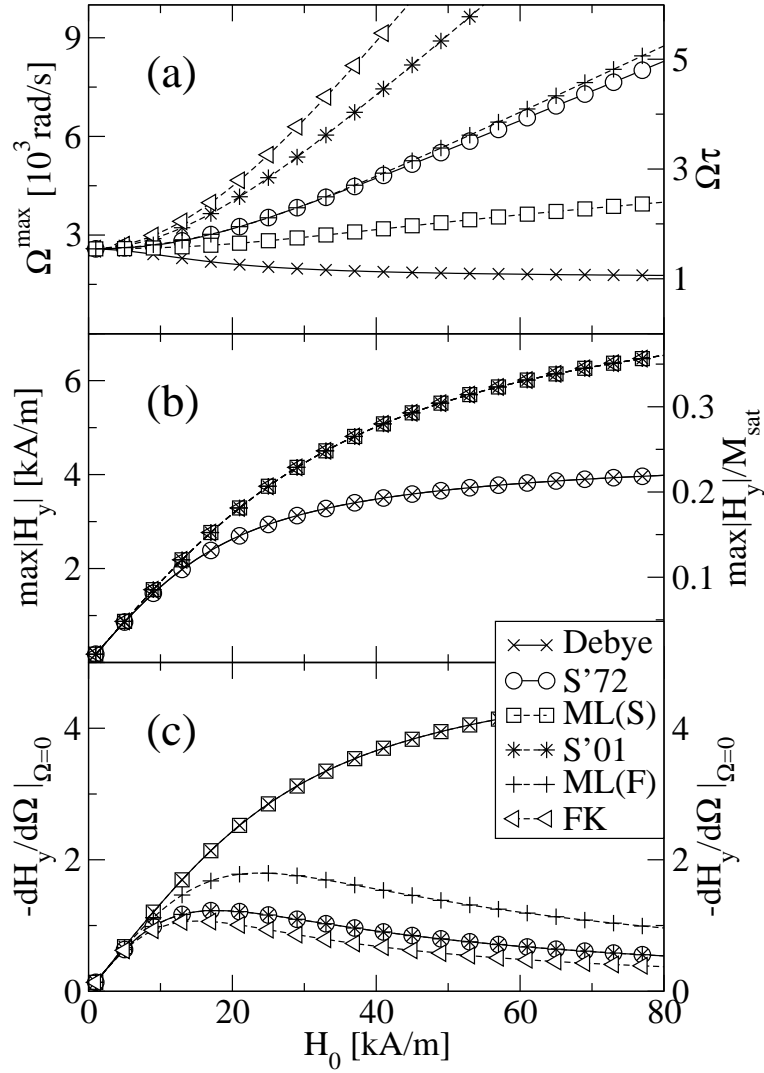 9
6
3
Ω^max [10^3 rad/s]
(a)
5
3
1
Ωτ
6
4
2
max|H_y| [kA/m]
(b)
0.3
0.2
0.1
max|H_y|/M_sat
Debye
S'72
ML(S)
S'01
ML(F)
FK
4
2
0
-dH_y/dΩ|_Ω=0
(c)
4
2
0
-dH_y/dΩ|_Ω=0
0 20 40 60 80
H_0 [kA/m]